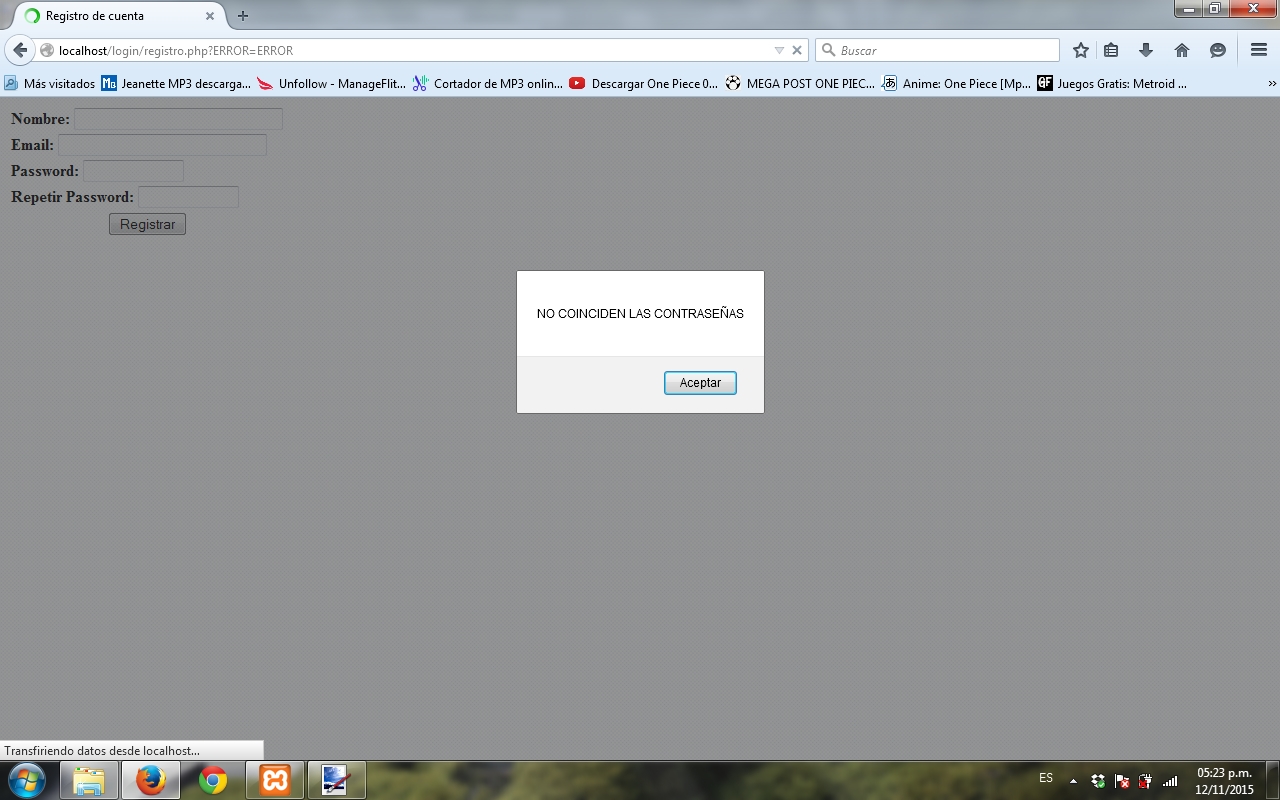 Registro de cuenta
localhost/login/registro.php?ERROR=ERROR
Buscar
Más visitados
Jeanette MP3 descarga...
Unfollow - ManageFlit...
Cortador de MP3 onlin...
Descargar One Piece 0...
MEGA POST ONE PIEC...
Anime: One Piece [Mp...
Juegos Gratis: Metroid ...
Nombre:
Email:
Password:
Repetir Password:
Registrar
NO COINCIDEN LAS CONTRASEÑAS
Aceptar
Transfiriendo datos desde localhost...
ES
05:23 p.m.
12/11/2015